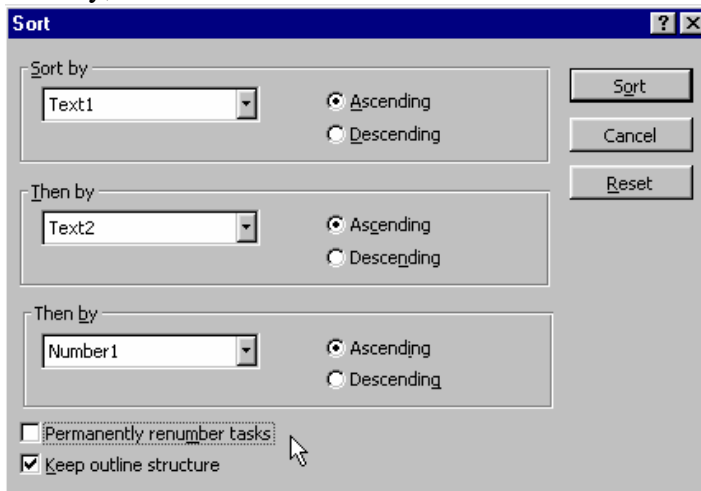 Sort
Sort by
Text1
Ascending
Descending
Sort
Cancel
Reset
Then by
Text2
Ascending
Descending
Then by
Number1
Ascending
Descending
Permanently renumber tasks
Keep outline structure